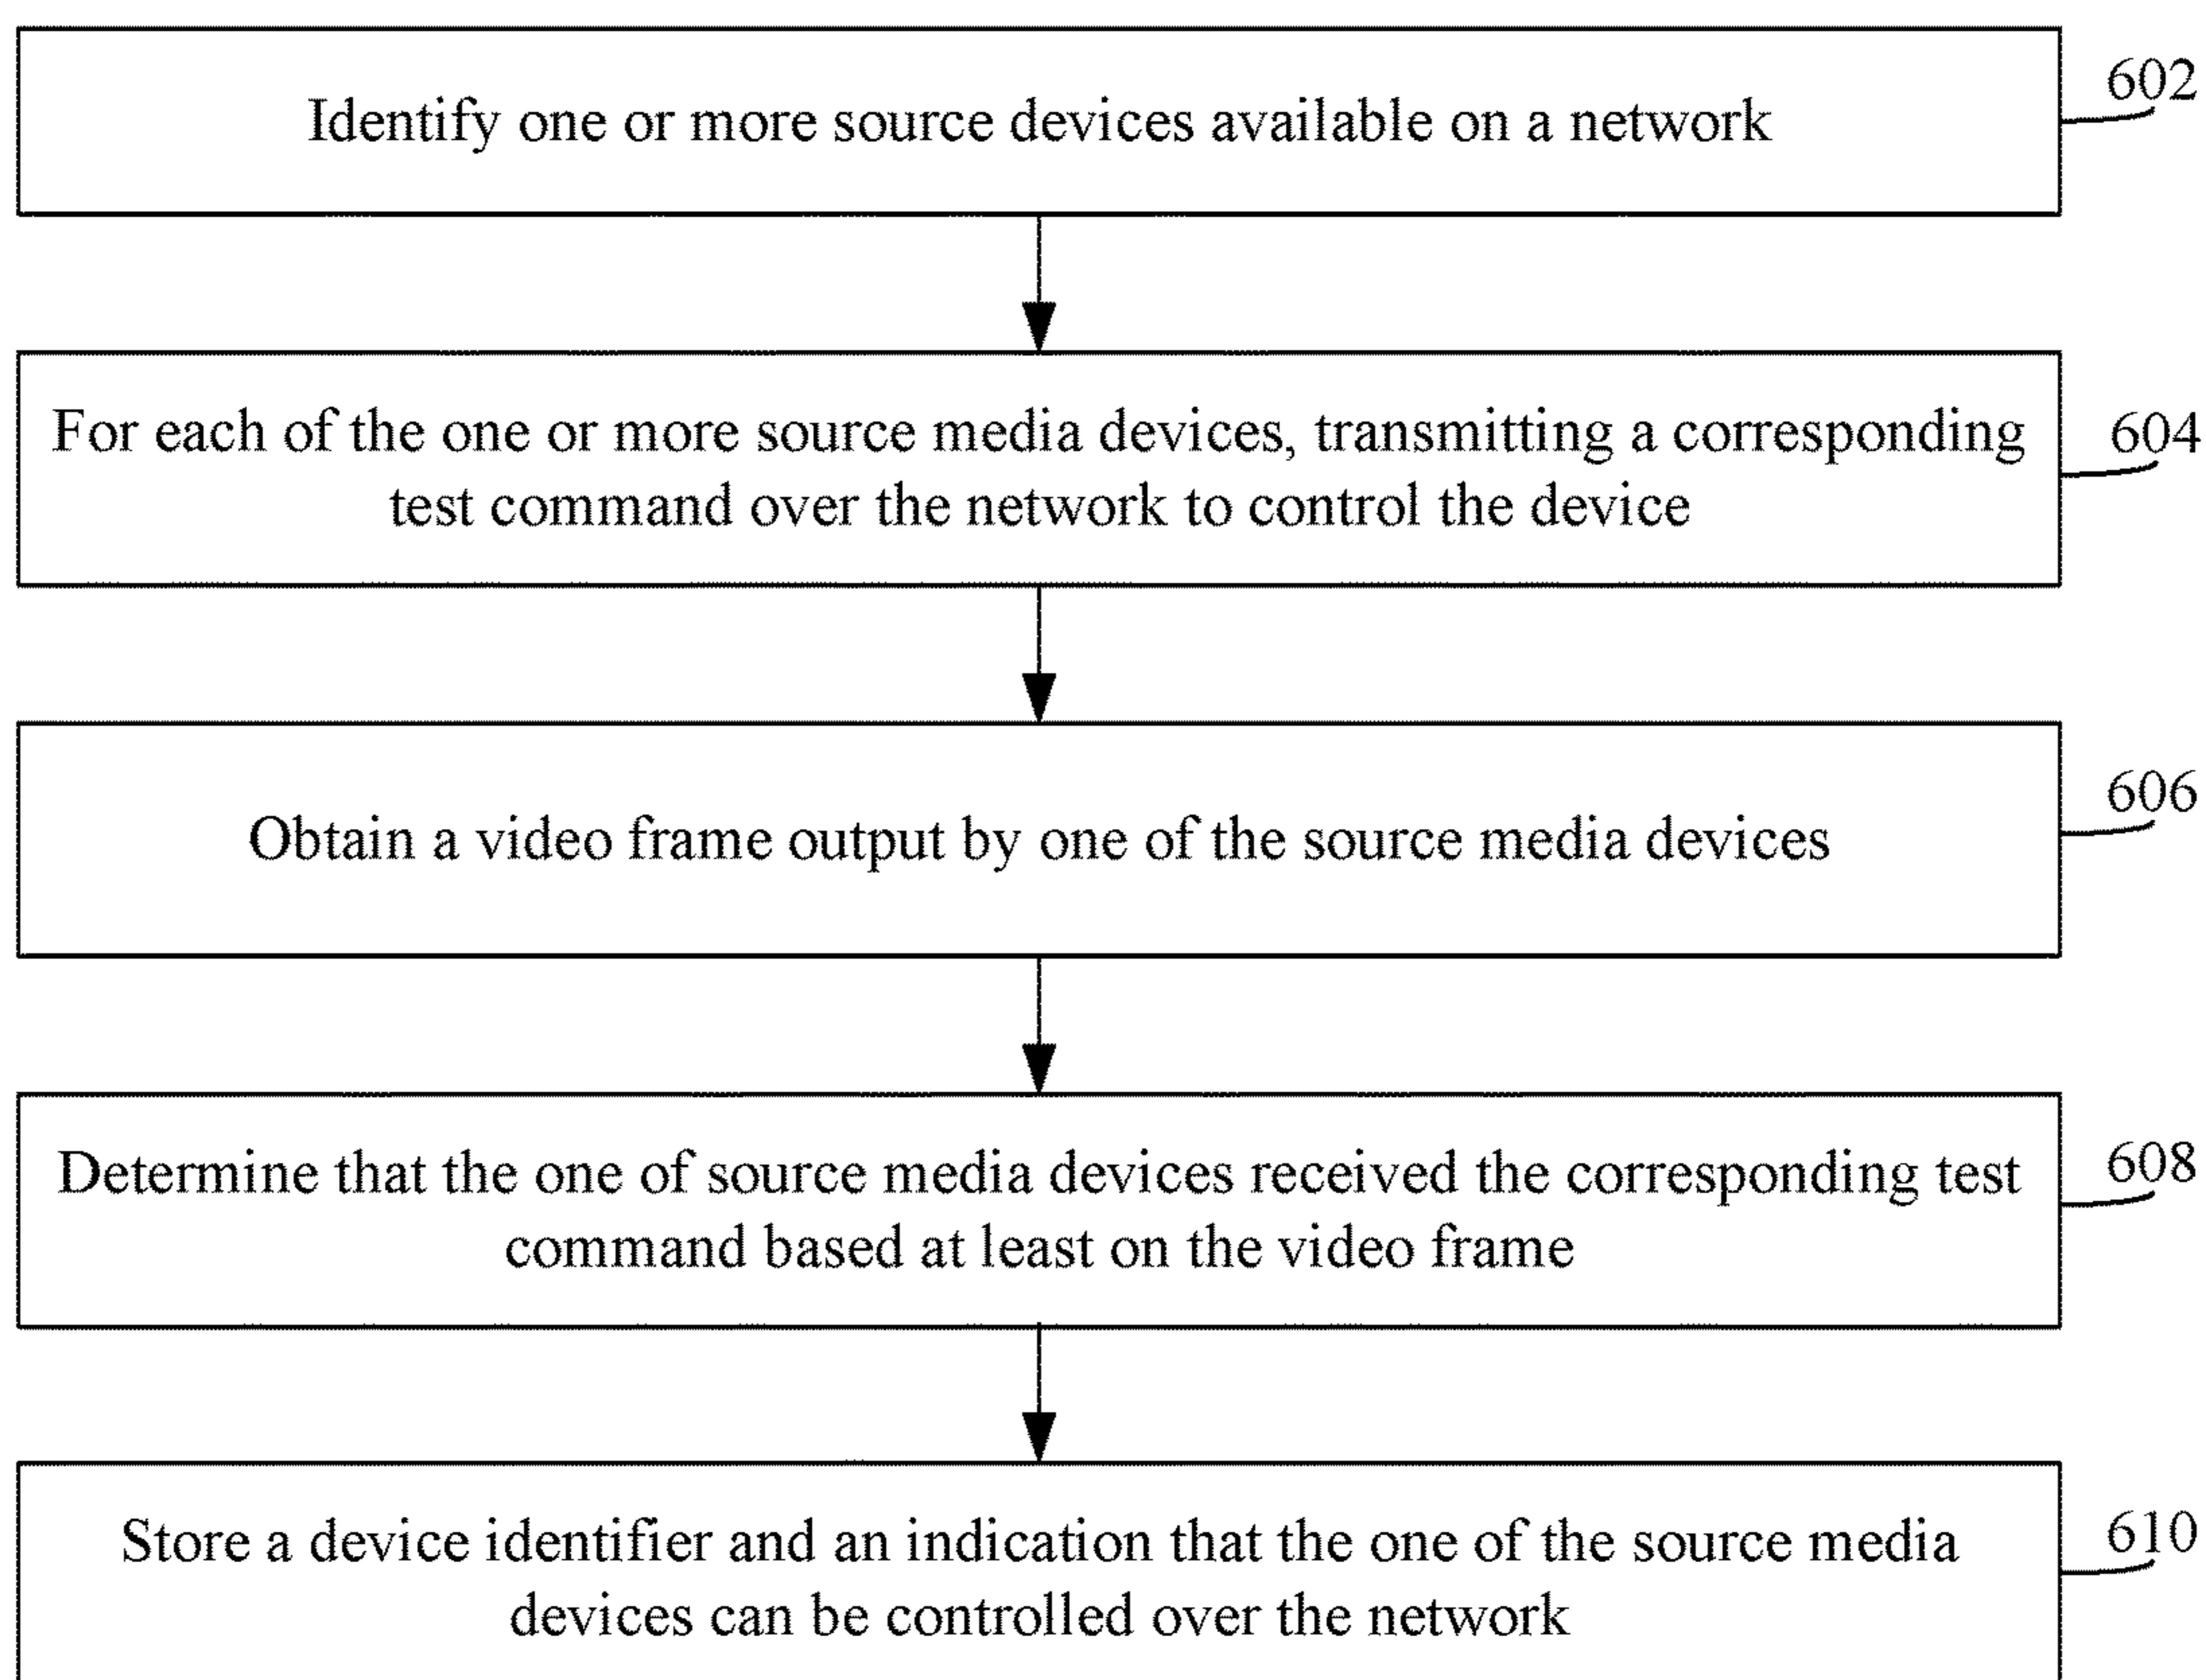 Identify one or more source devices available on a network
602
For each of the one or more source media devices, transmitting a corresponding
test command over the network to control the device
604
Obtain a video frame output by one of the source media devices
606
Determine that the one of source media devices received the corresponding test
command based at least on the video frame
608
Store a device identifier and an indication that the one of the source media
devices can be controlled over the network
610